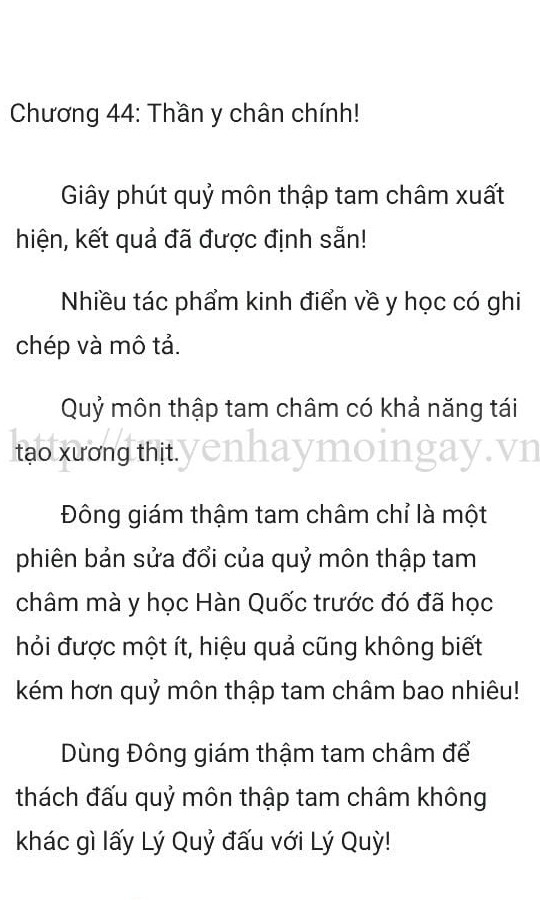 Chương 44: Thần y chân chính!
Giây phút quỷ môn thập tam châm xuất
hiện, kết quả đã được định sẵn!
Nhiều tác phẩm kinh điển về y học có ghi
chép và mô tả.
Quỷ môn thập tam châm có khả năng tái
tạo xương thịt.
http://truyenhaymoingay.vn
Đông giám thậm tam châm chỉ là một
phiên bản sửa đổi của quỷ môn thập tam
châm mà y học Hàn Quốc trước đó đã học
hỏi được một ít, hiệu quả cũng không biết
kém hơn quỷ môn thập tam châm bao nhiêu!
Dùng Đông giám thậm tam châm để
thách đấu quỷ môn thập tam châm không
khác gì lấy Lý Quỷ đấu với Lý Quỳ!